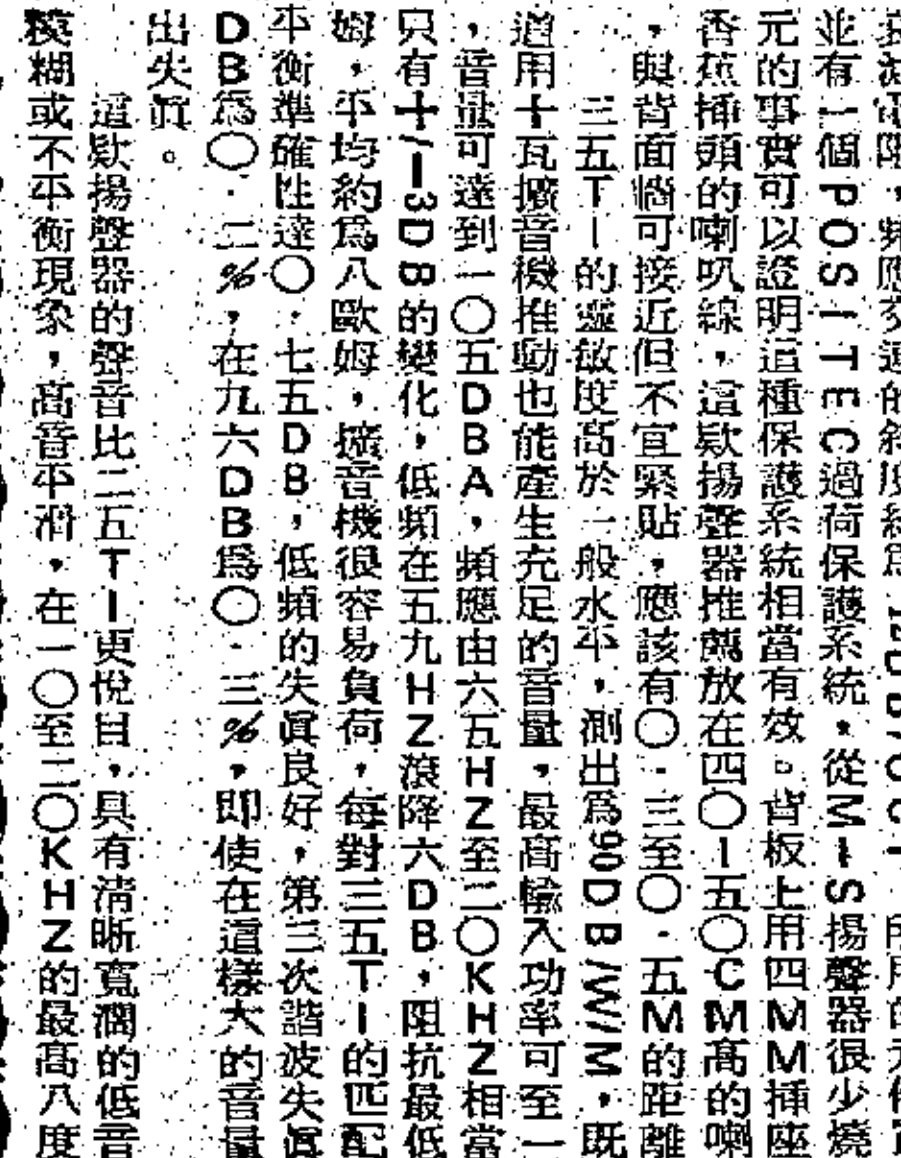 並有一個POSITEC過荷保護系統，從M－S揚聲器很少燒
元的事實可以證明這種保護系統相當有效。背板上用四MM插座
香蕉插頭的喇叭線，這款揚聲器推薦放在四〇－五〇CM高的喇
，與背面牆可接近但不宜緊貼，應該有〇．三至〇．五M的距離
三五T－的靈敏度高於一般水平，測出為90DB/W/M，既
道用十瓦擴音機推動也能產生充足的音量，最高輸入功率可至一
，音量可達到一〇五DBA，頻應由六五HZ至二〇KHZ相當
只有十/－3DB的變化，低頻在五九HZ滾降六DB，阻抗最低
姆，平均約為八歐姆，擴音機很容易負荷，每對三五T－的匹配
平衡準確性達〇．七五DB，低頻的失眞良好，第三次諧波失眞
DB爲〇．二%，在九六DB爲〇．三%，即使在這樣大的音量
出失眞。
這款揚聲器的聲音比二五T－更悅目，具有清晰寬濶的低音
糢糊或不平衡現象，高音平滑，在一〇至二〇KHZ的最高八度